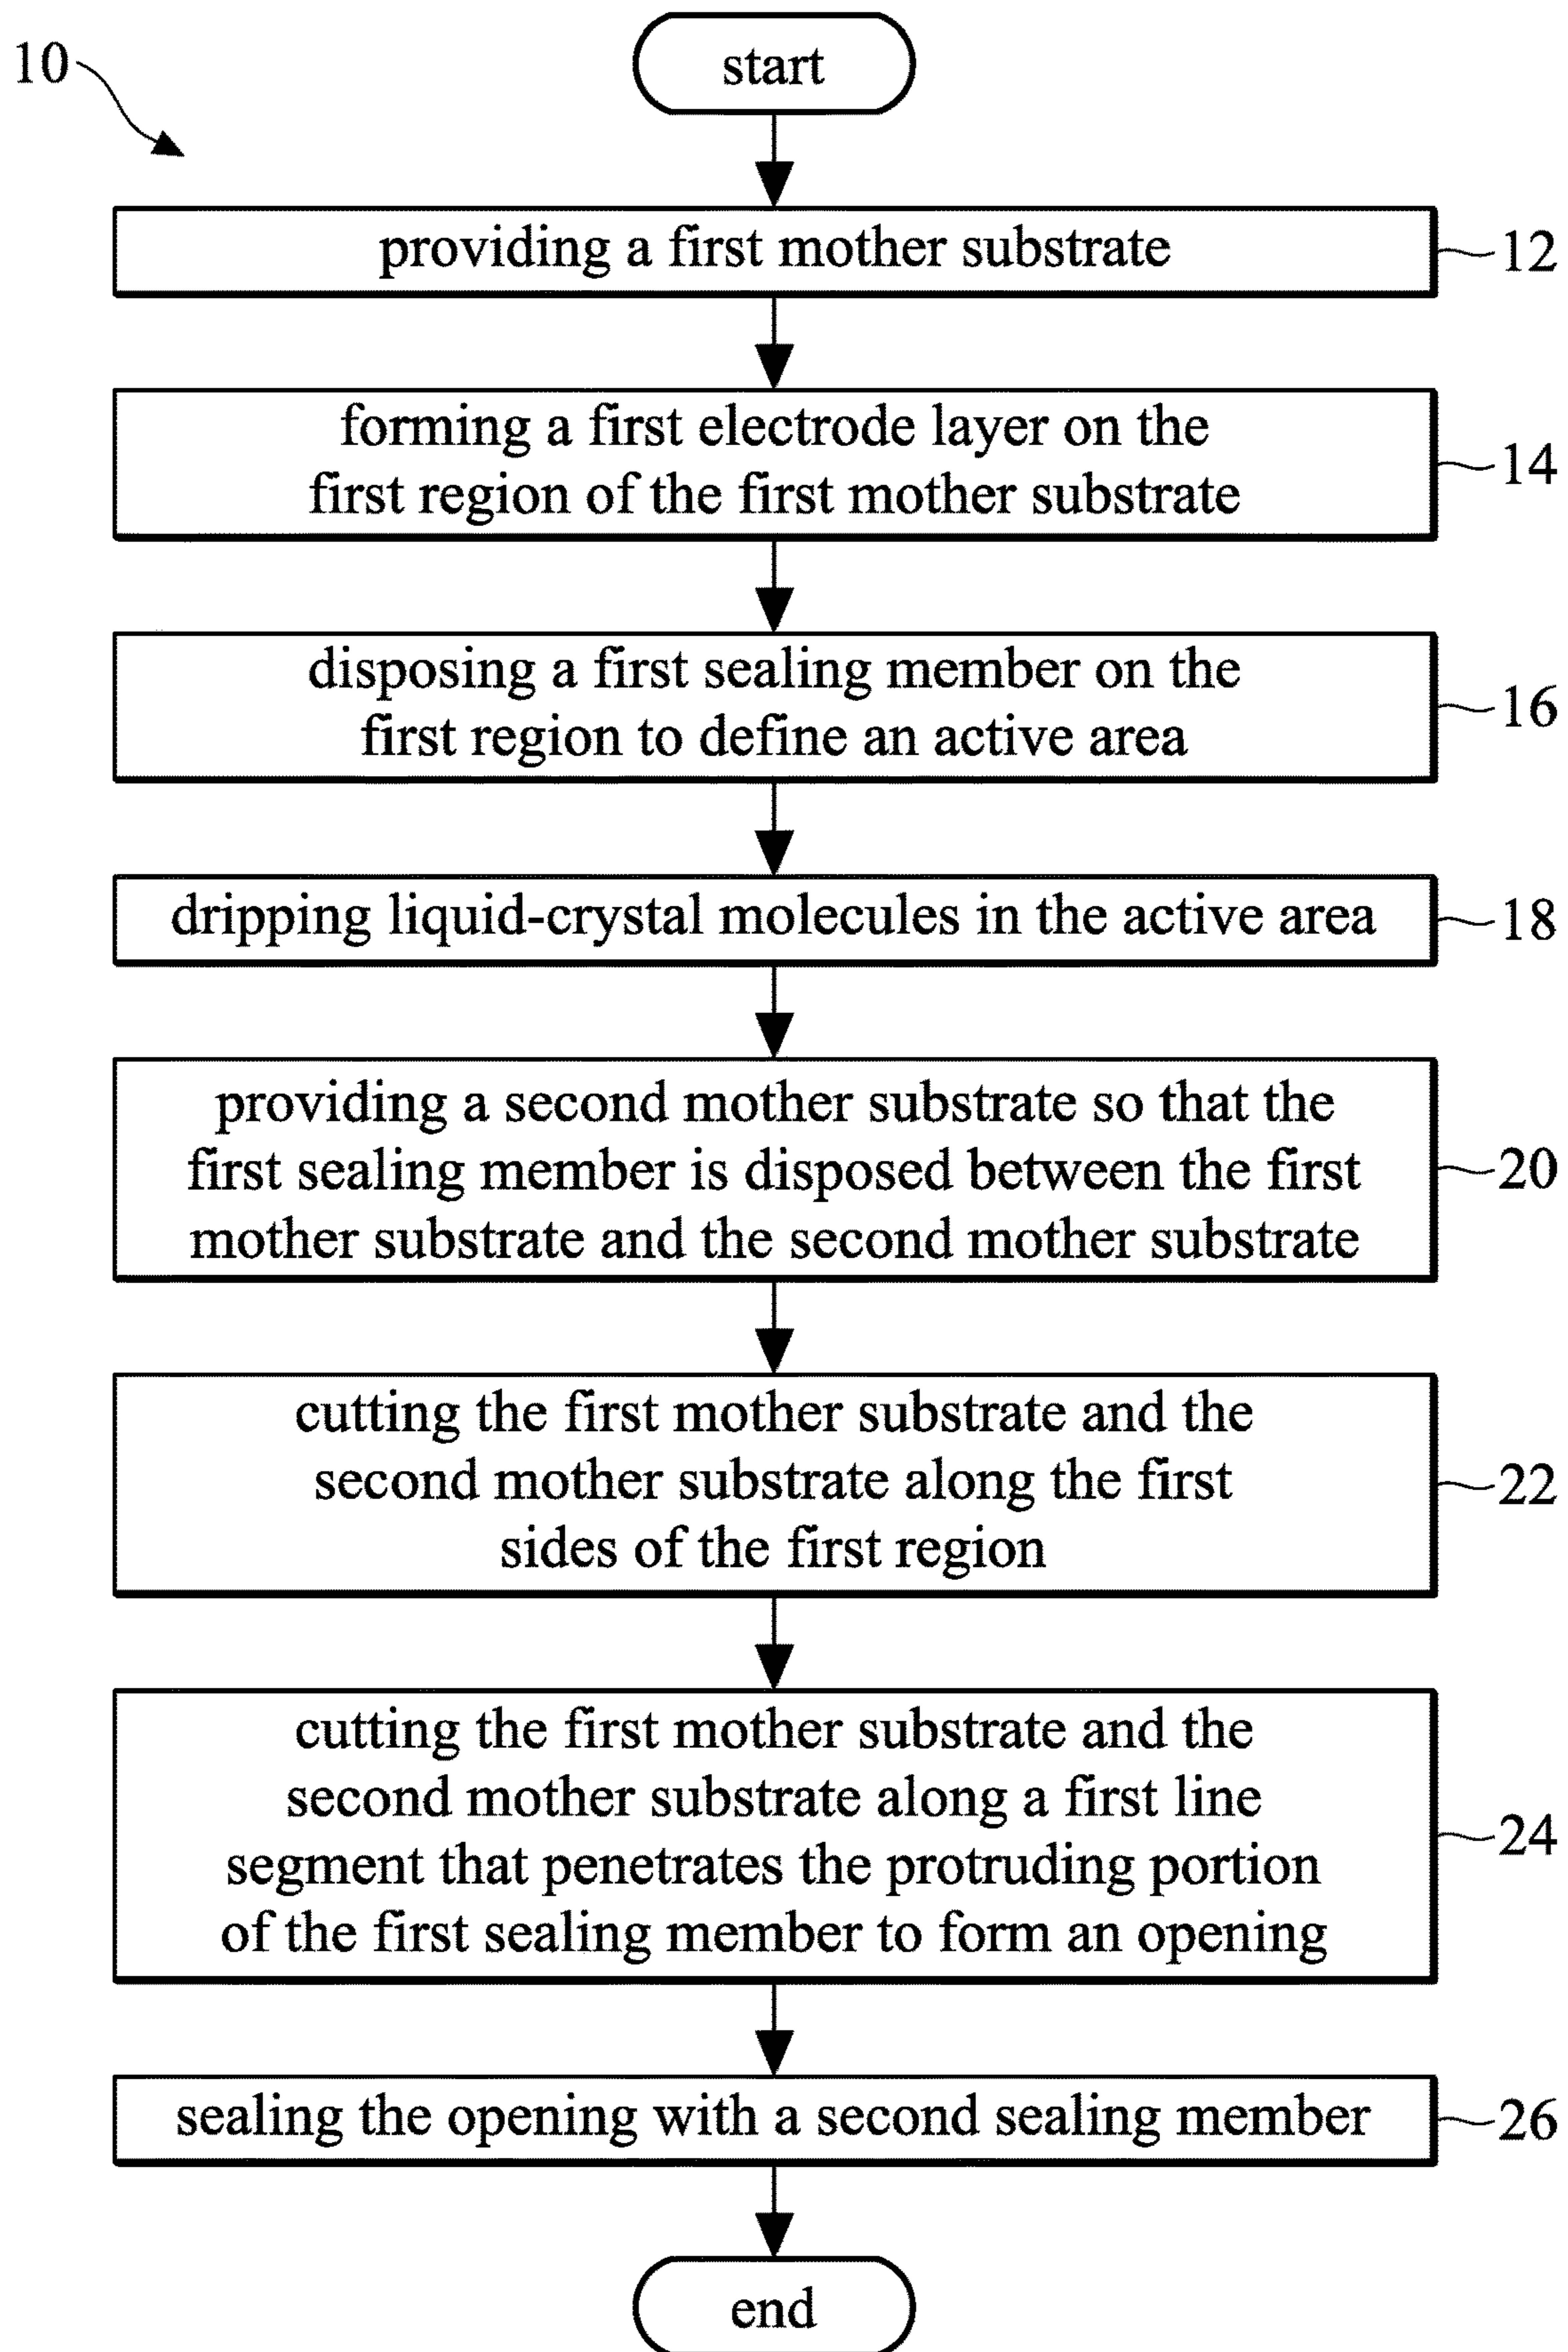 10
start
providing a first mother substrate
12
forming a first electrode layer on the
first region of the first mother substrate
14
disposing a first sealing member on the
first region to define an active area
16
dripping liquid-crystal molecules in the active area
18
providing a second mother substrate so that the
first sealing member is disposed between the first
mother substrate and the second mother substrate
20
cutting the first mother substrate and the
second mother substrate along the first
sides of the first region
22
cutting the first mother substrate and the
second mother substrate along a first line
segment that penetrates the protruding portion
of the first sealing member to form an opening
24
sealing the opening with a second sealing member
26
end